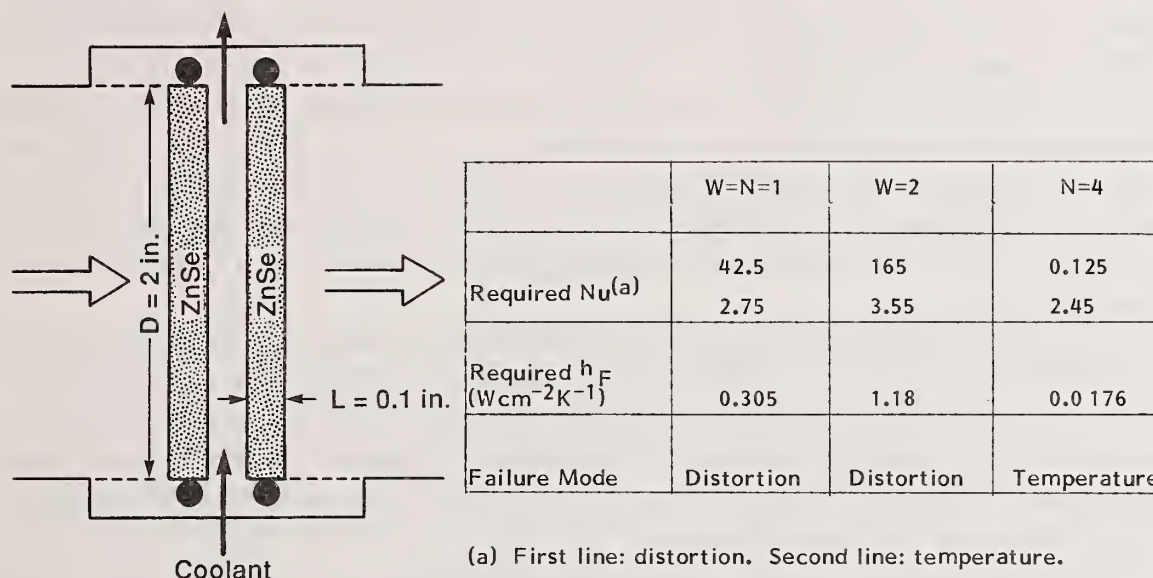 D = 2 in.
ZnSe
ZnSe
L = 0.1 in.
Coolant
W=N=1 W=2 N=4
Required Nu(a) 42.5 165 0.125
2.75 3.55 2.45
Required hF
(Wcm−2K−1) 0.305 1.18 0.0 176
Failure Mode Distortion Distortion Temperature
(a) First line: distortion. Second line: temperature.